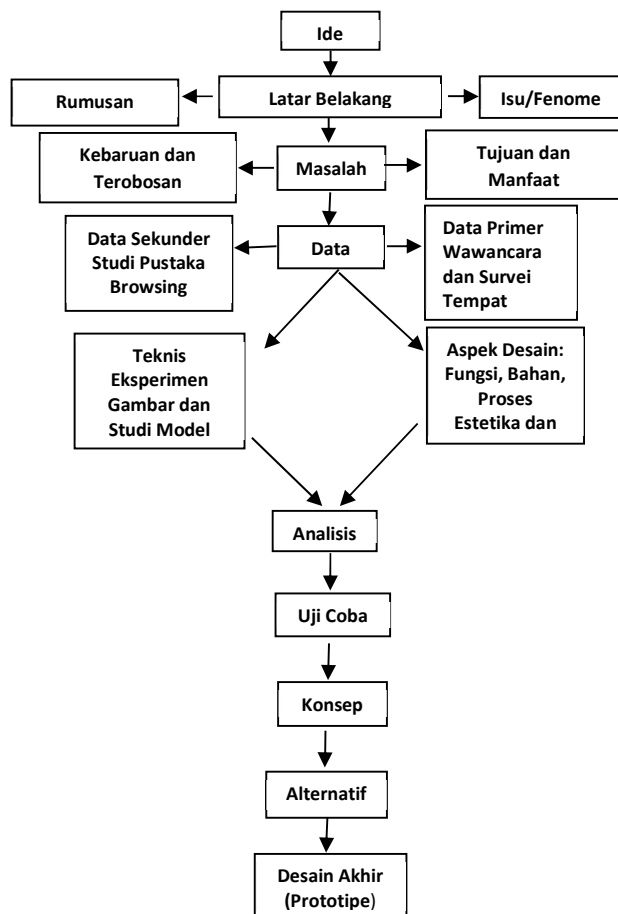 Ide
Rumusan
Latar Belakang
Isu/Fenome
Kebaruan dan
Terobosan
Masalah
Tujuan dan
Manfaat
Data Sekunder
Studi Pustaka
Browsing
Data
Data Primer
Wawancara
dan Survei
Tempat
Teknis
Eksperimen
Gambar dan
Studi Model
Aspek Desain:
Fungsi, Bahan,
Proses
Estetika dan
Analisis
Uji Coba
Konsep
Alternatif
Desain Akhir
(Prototipe)